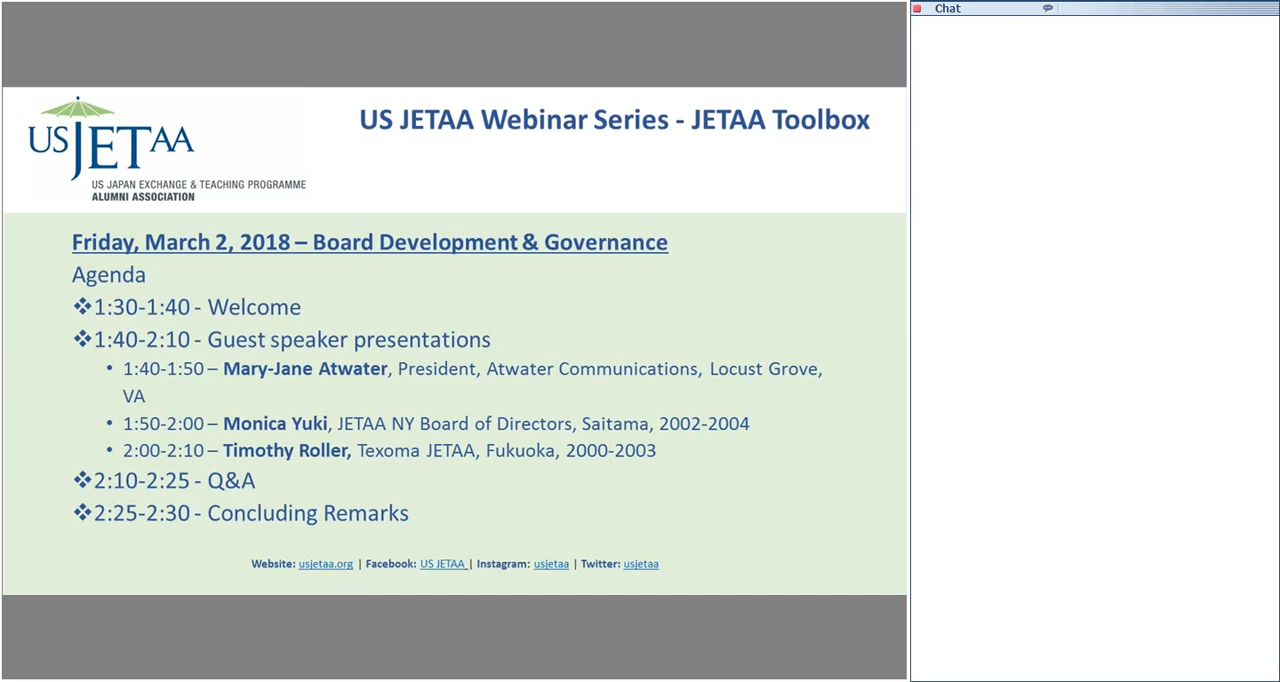 Chat
US JETAA
US JAPAN EXCHANGE & TEACHING PROGRAMME
ALUMNI ASSOCIATION
US JETAA Webinar Series - JETAA Toolbox
Friday, March 2, 2018 – Board Development & Governance
Agenda
❖1:30-1:40 - Welcome
❖1:40-2:10 - Guest speaker presentations
• 1:40-1:50 – Mary-Jane Atwater, President, Atwater Communications, Locust Grove,
VA
• 1:50-2:00 – Monica Yuki, JETAA NY Board of Directors, Saitama, 2002-2004
• 2:00-2:10 – Timothy Roller, Texoma JETAA, Fukuoka, 2000-2003
❖2:10-2:25 - Q&A
❖2:25-2:30 - Concluding Remarks
Website: usjetaa.org | Facebook: US JETAA | Instagram: usjetaa | Twitter: usjetaa